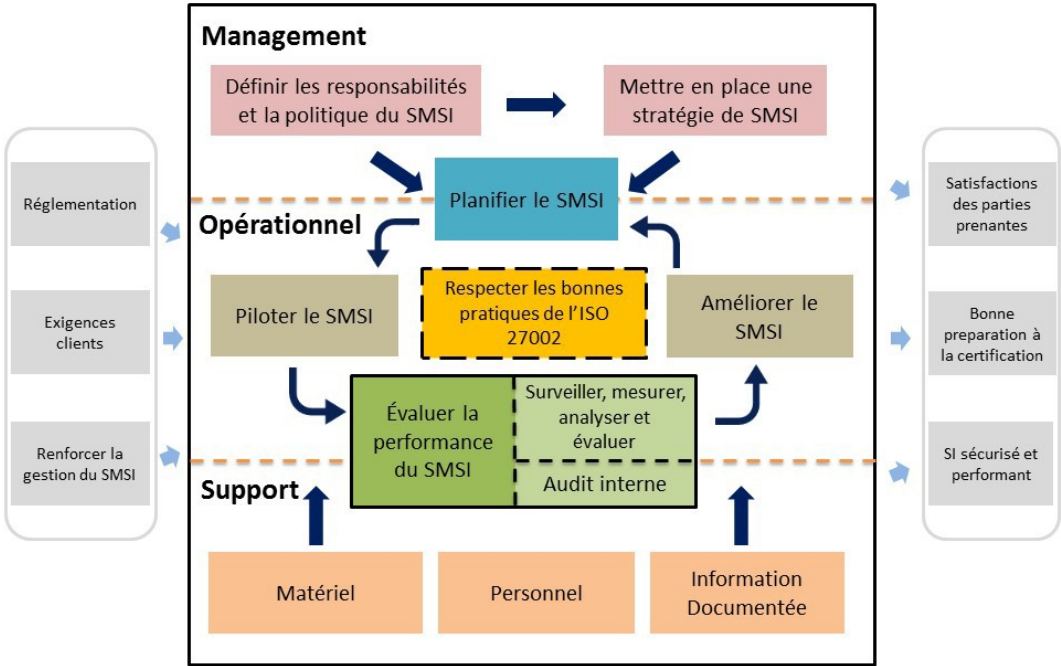 Management
Définir les responsabilités
et la politique du SMSI
Mettre en place une
stratégie de SMSI
Planifier le SMSI
Opérationnel
Piloter le SMSI
Respecter les bonnes
pratiques de l'ISO
27002
Améliorer le
SMSI
Évaluer la
performance
du SMSI
Surveiller, mesurer,
analyser et
évaluer
Audit interne
Support
Matériel
Personnel
Information
Documentée
Réglementation
Exigences
clients
Renforcer la
gestion du SMSI
Satisfactions
des parties
prenantes
Bonne
preparation à
la certification
SI sécurisé et
performant